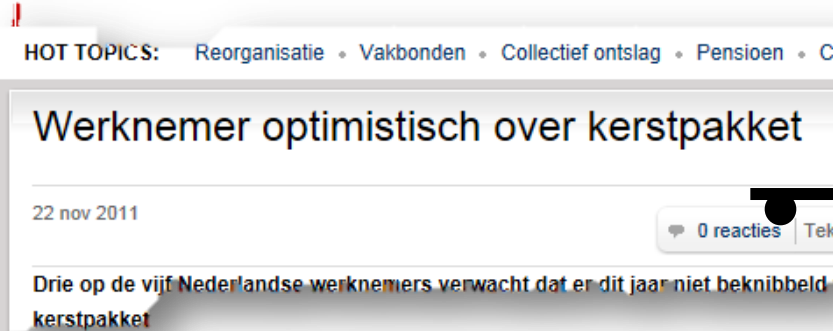 HOT TOPICS: Reorganisatie • Vakbonden • Collectief ontslag • Pensioen • C
Werknemer optimistisch over kerstpakket
22 nov 2011
0 reacties Tek
Drie op de vijf Nederlandse werknemers verwacht dat er dit jaar niet beknibbeld
kerstpakket